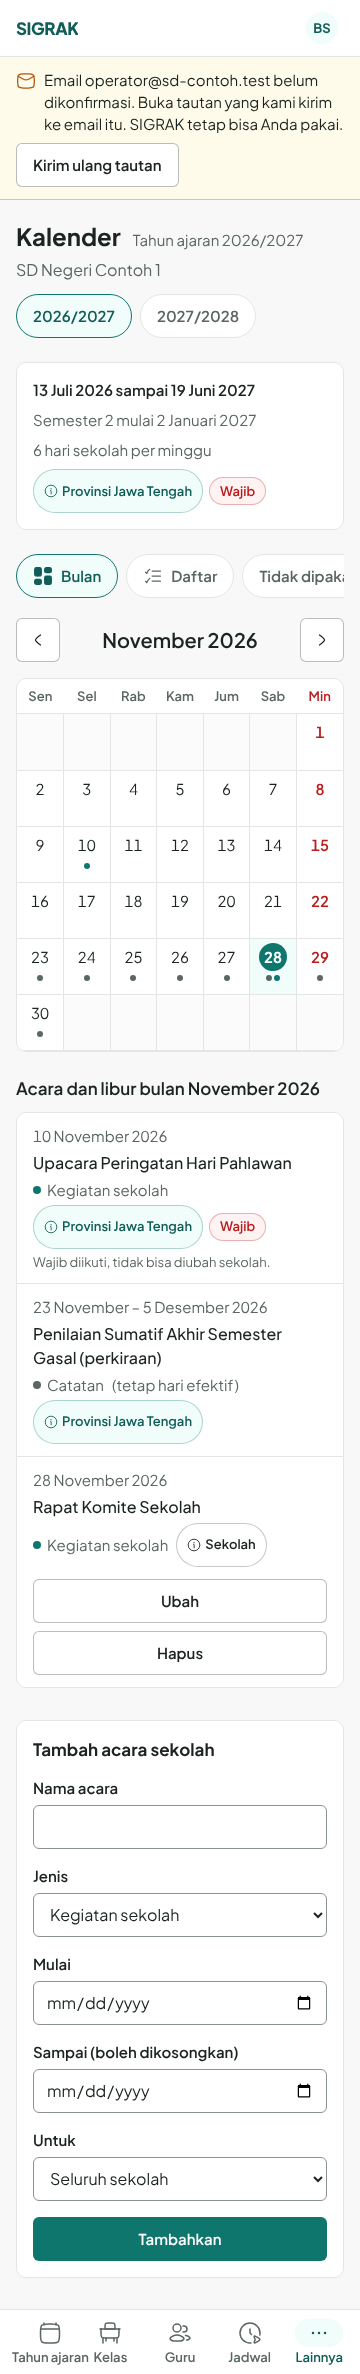 SIGRAK BS
Email operator@sd-contoh.test belum
dikonfirmasi. Buka tautan yang kami kirim
ke email itu. SIGRAK tetap bisa Anda pakai.
Kirim ulang tautan
Kalender Tahun ajaran 2026/2027
SD Negeri Contoh 1
2026/2027 2027/2028
13 Juli 2026 sampai 19 Juni 2027
Semester 2 mulai 2 Januari 2027
6 hari sekolah per minggu
Provinsi Jawa Tengah Wajib
Bulan Daftar Tidak dipaka
November 2026
Sen Sel Rab Kam Jum Sab Min
1
2 3 4 5 6 7 8
9 10 11 12 13 14 15
16 17 18 19 20 21 22
23 24 25 26 27 28 29
30
Acara dan libur bulan November 2026
10 November 2026
Upacara Peringatan Hari Pahlawan
Kegiatan sekolah
Provinsi Jawa Tengah Wajib
Wajib diikuti, tidak bisa diubah sekolah.
23 November – 5 Desember 2026
Penilaian Sumatif Akhir Semester
Gasal (perkiraan)
Catatan (tetap hari efektif)
Provinsi Jawa Tengah
28 November 2026
Rapat Komite Sekolah
Kegiatan sekolah Sekolah
Ubah
Hapus
Tambah acara sekolah
Nama acara
Jenis
Kegiatan sekolah
Mulai
mm/dd/yyyy
Sampai (boleh dikosongkan)
mm/dd/yyyy
Untuk
Seluruh sekolah
Tambahkan
Tahun ajaran Kelas Guru Jadwal Lainnya